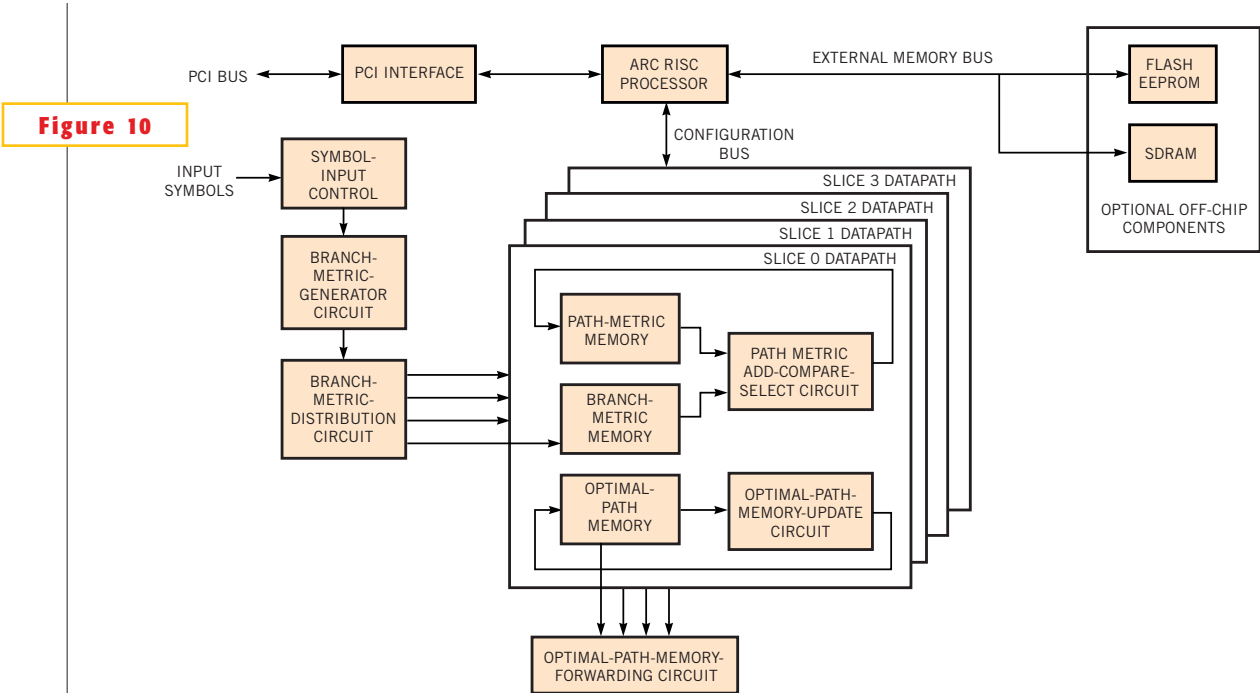 PCI BUS
PCI INTERFACE
ARC RISC
PROCESSOR
EXTERNAL MEMORY BUS
FLASH
EEPROM
SDRAM
OPTIONAL OFF-CHIP
COMPONENTS
Figure 10
CONFIGURATION
BUS
INPUT
SYMBOLS
SYMBOL-
INPUT
CONTROL
BRANCH-
METRIC-
GENERATOR
CIRCUIT
BRANCH-
METRIC-
DISTRIBUTION
CIRCUIT
SLICE 3 DATAPATH
SLICE 2 DATAPATH
SLICE 1 DATAPATH
SLICE 0 DATAPATH
PATH-METRIC
MEMORY
PATH METRIC
ADD-COMPARE-
SELECT CIRCUIT
BRANCH-
METRIC
MEMORY
OPTIMAL-
PATH
MEMORY
OPTIMAL-PATH-
MEMORY-UPDATE
CIRCUIT
OPTIMAL-PATH-MEMORY-
FORWARDING CIRCUIT